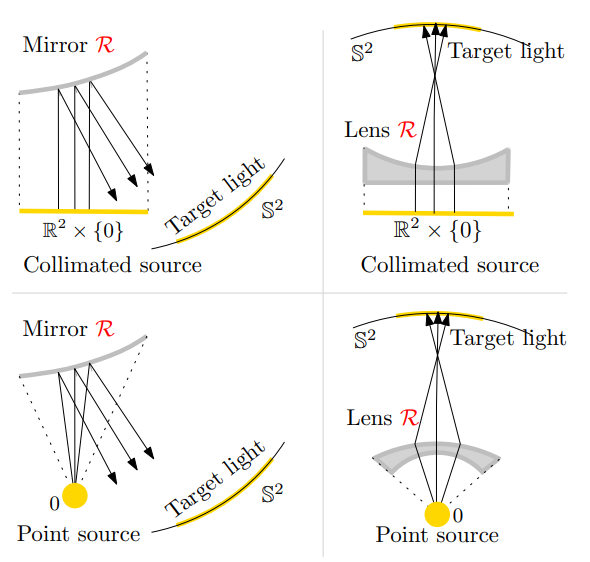 Mirror ℛ
Target light
𝕊²
ℝ² × {0}
Collimated source
𝕊²
Target light
Lens ℛ
ℝ² × {0}
Collimated source
Mirror ℛ
Target light
𝕊²
0
Point source
𝕊²
Target light
Lens ℛ
0
Point source